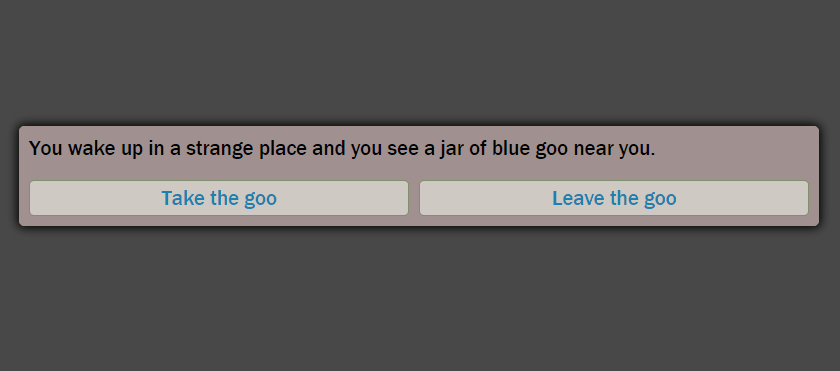 You wake up in a strange place and you see a jar of blue goo near you.
Take the goo
Leave the goo